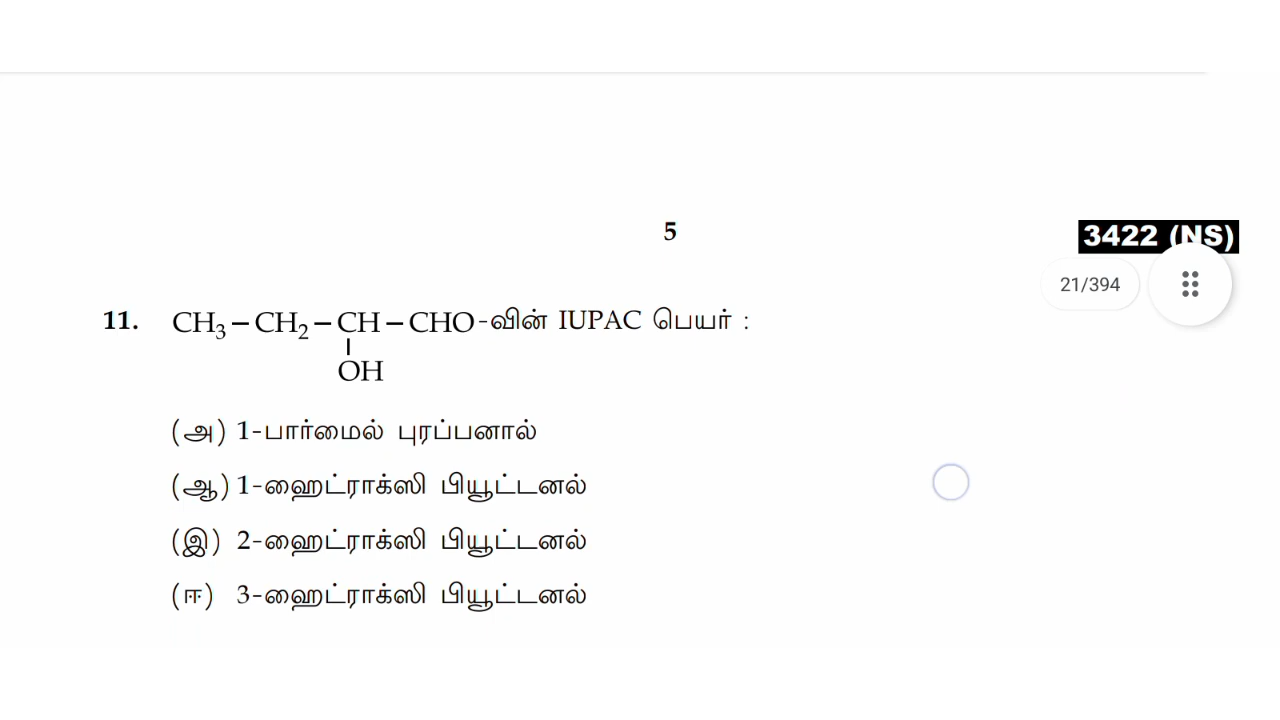 5
3422 (NS)
21/394
11. CH₃ – CH₂ – CH – CHO-வின் IUPAC பெயர் :
OH
(அ) 1-பார்மைல் புரப்பனால்
(ஆ) 1-ஹைட்ராக்ஸி பியூட்டனல்
(இ) 2-ஹைட்ராக்ஸி பியூட்டனல்
(ஈ) 3-ஹைட்ராக்ஸி பியூட்டனல்